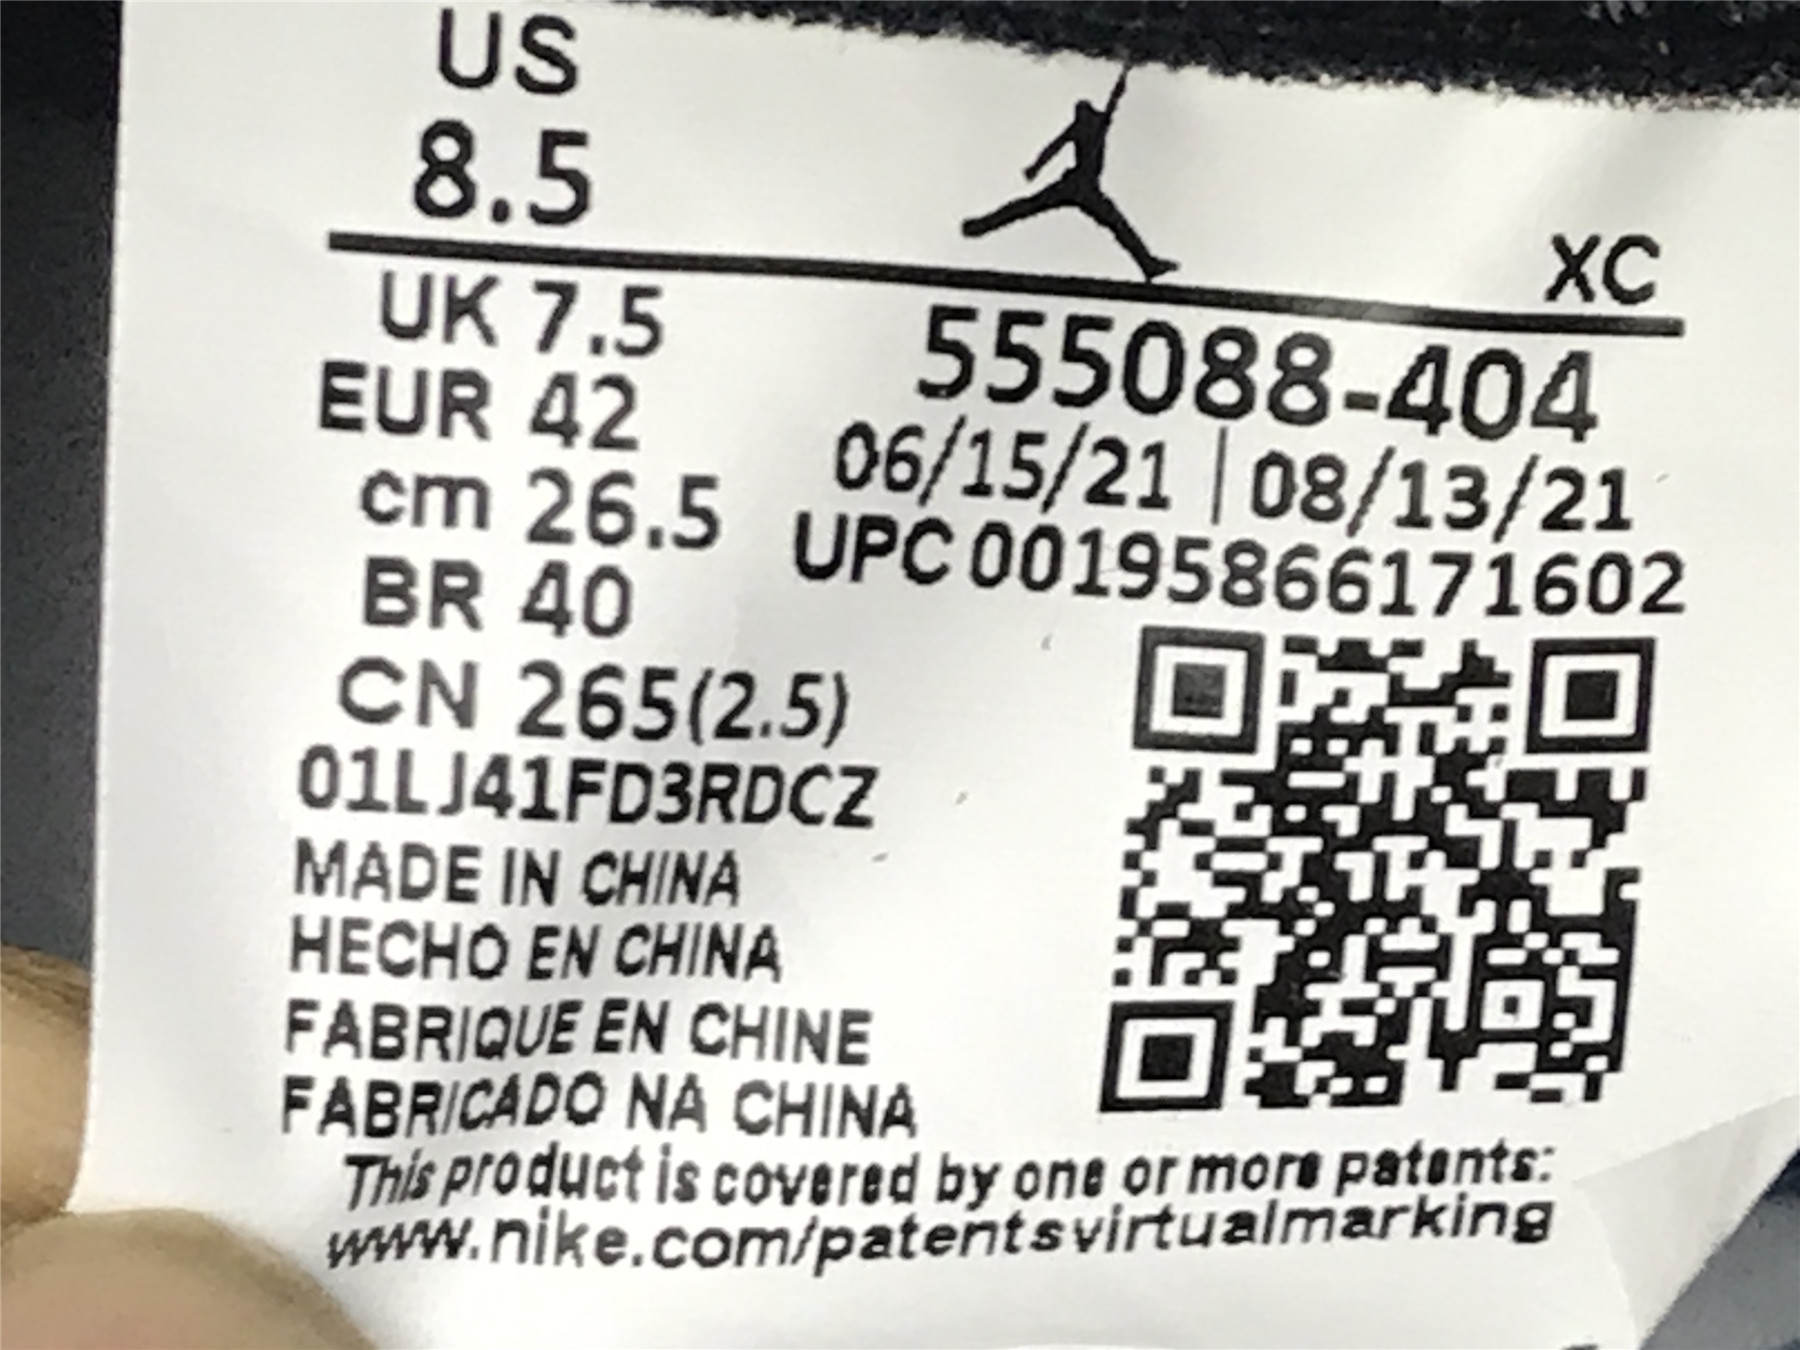 US
8.5
XC
UK 7.5
EUR 42
cm 26.5
BR 40
CN 265(2.5)
555088-404
06/15/21 | 08/13/21
UPC 00195866171602
01LJ41FD3RDCZ
MADE IN CHINA
HECHO EN CHINA
FABRIQUE EN CHINE
FABRICADO NA CHINA
This product is covered by one or more patents:
www.nike.com/patentsvirtualmarking